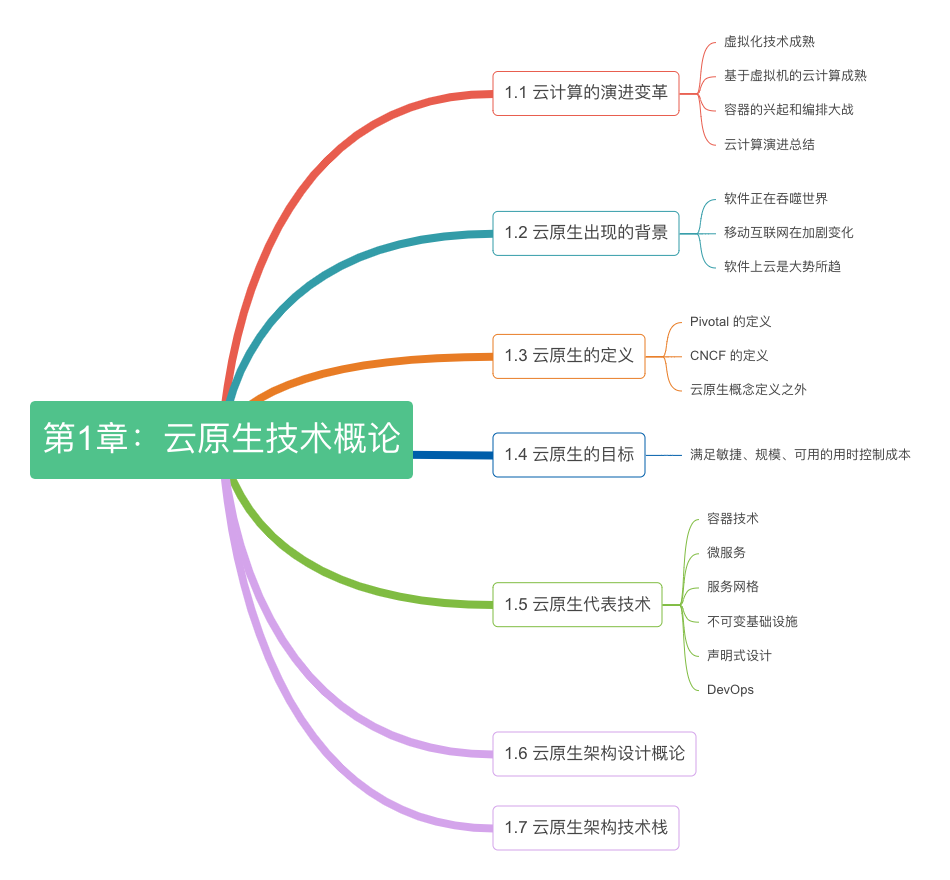 第1章：云原生技术概论
1.1 云计算的演进变革
虚拟化技术成熟
基于虚拟机的云计算成熟
容器的兴起和编排大战
云计算演进总结
1.2 云原生出现的背景
软件正在吞噬世界
移动互联网在加剧变化
软件上云是大势所趋
1.3 云原生的定义
Pivotal 的定义
CNCF 的定义
云原生概念定义之外
1.4 云原生的目标
满足敏捷、规模、可用的用时控制成本
1.5 云原生代表技术
容器技术
微服务
服务网格
不可变基础设施
声明式设计
DevOps
1.6 云原生架构设计概论
1.7 云原生架构技术栈